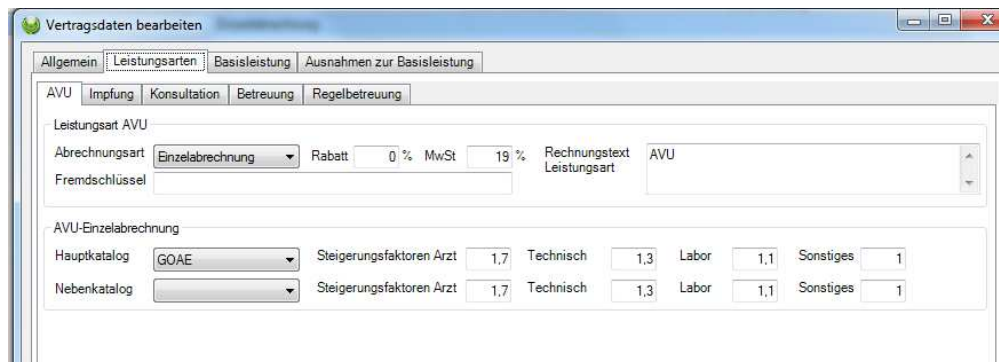 Vertragsdaten bearbeiten
Allgemein Leistungsarten Basisleistung Ausnahmen zur Basisleistung
AVU Impfung Konsultation Betreuung Regelbetreuung
Leistungsart AVU
Abrechnungsart Einzelabrechnung Rabatt 0 % MwSt 19 % Rechnungstext Leistungsart AVU
Fremdschlüssel
AVU-Einzelabrechnung
Hauptkatalog GOAE Steigerungsfaktoren Arzt 1,7 Technisch 1,3 Labor 1,1 Sonstiges 1
Nebenkatalog Steigerungsfaktoren Arzt 1,7 Technisch 1,3 Labor 1,1 Sonstiges 1